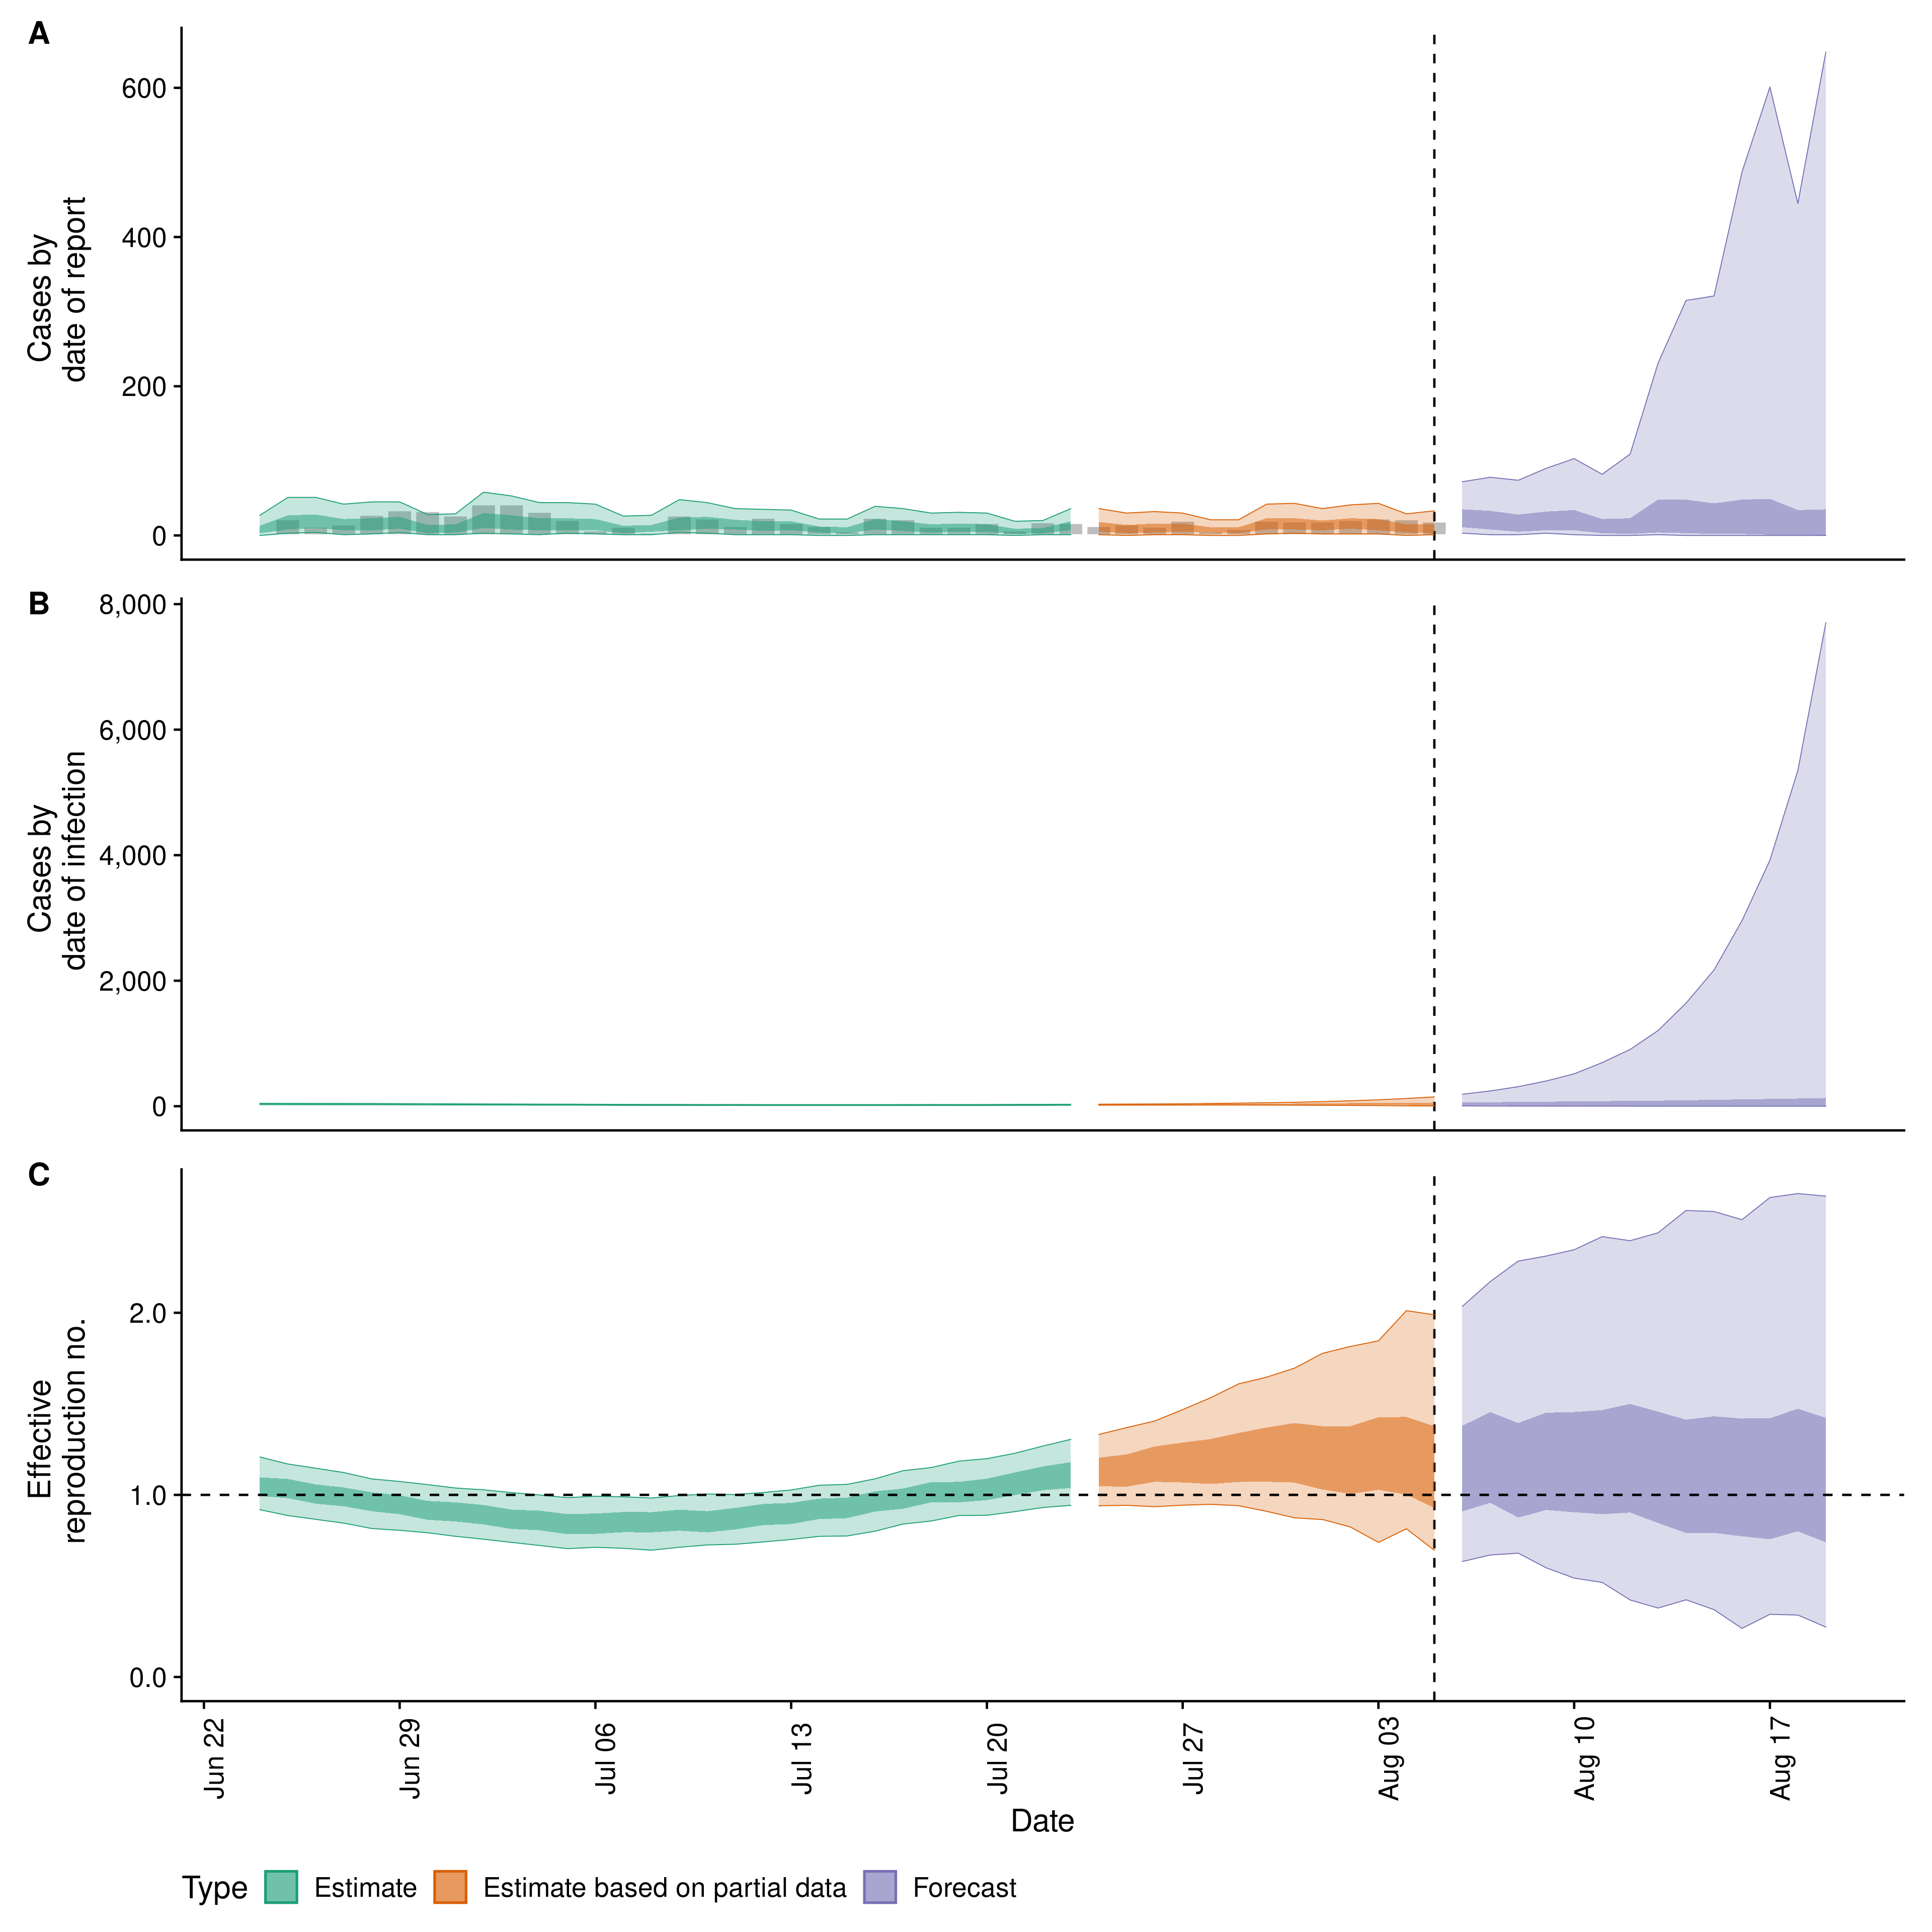 A
Cases by
date of report
600
400
200
0
B
Cases by
date of infection
8,000
6,000
4,000
2,000
0
C
Effective
reproduction no.
2.0
1.0
0.0
Jun 22
Jun 29
Jul 06
Jul 13
Jul 20
Jul 27
Aug 03
Aug 10
Aug 17
Date
Type Estimate Estimate based on partial data Forecast